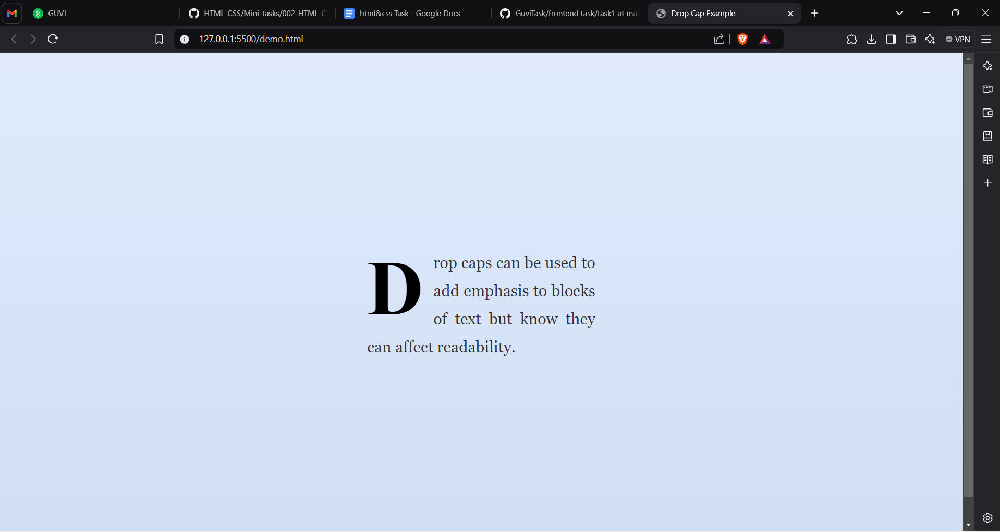 GUVI
HTML-CSS/Mini-tasks/002-HTML-C
html&css Task - Google Docs
GuviTask/frontend task/task1 at mai
Drop Cap Example
127.0.0.1:5500/demo.html
VPN
Drop caps can be used to
add emphasis to blocks
of text but know they
can affect readability.